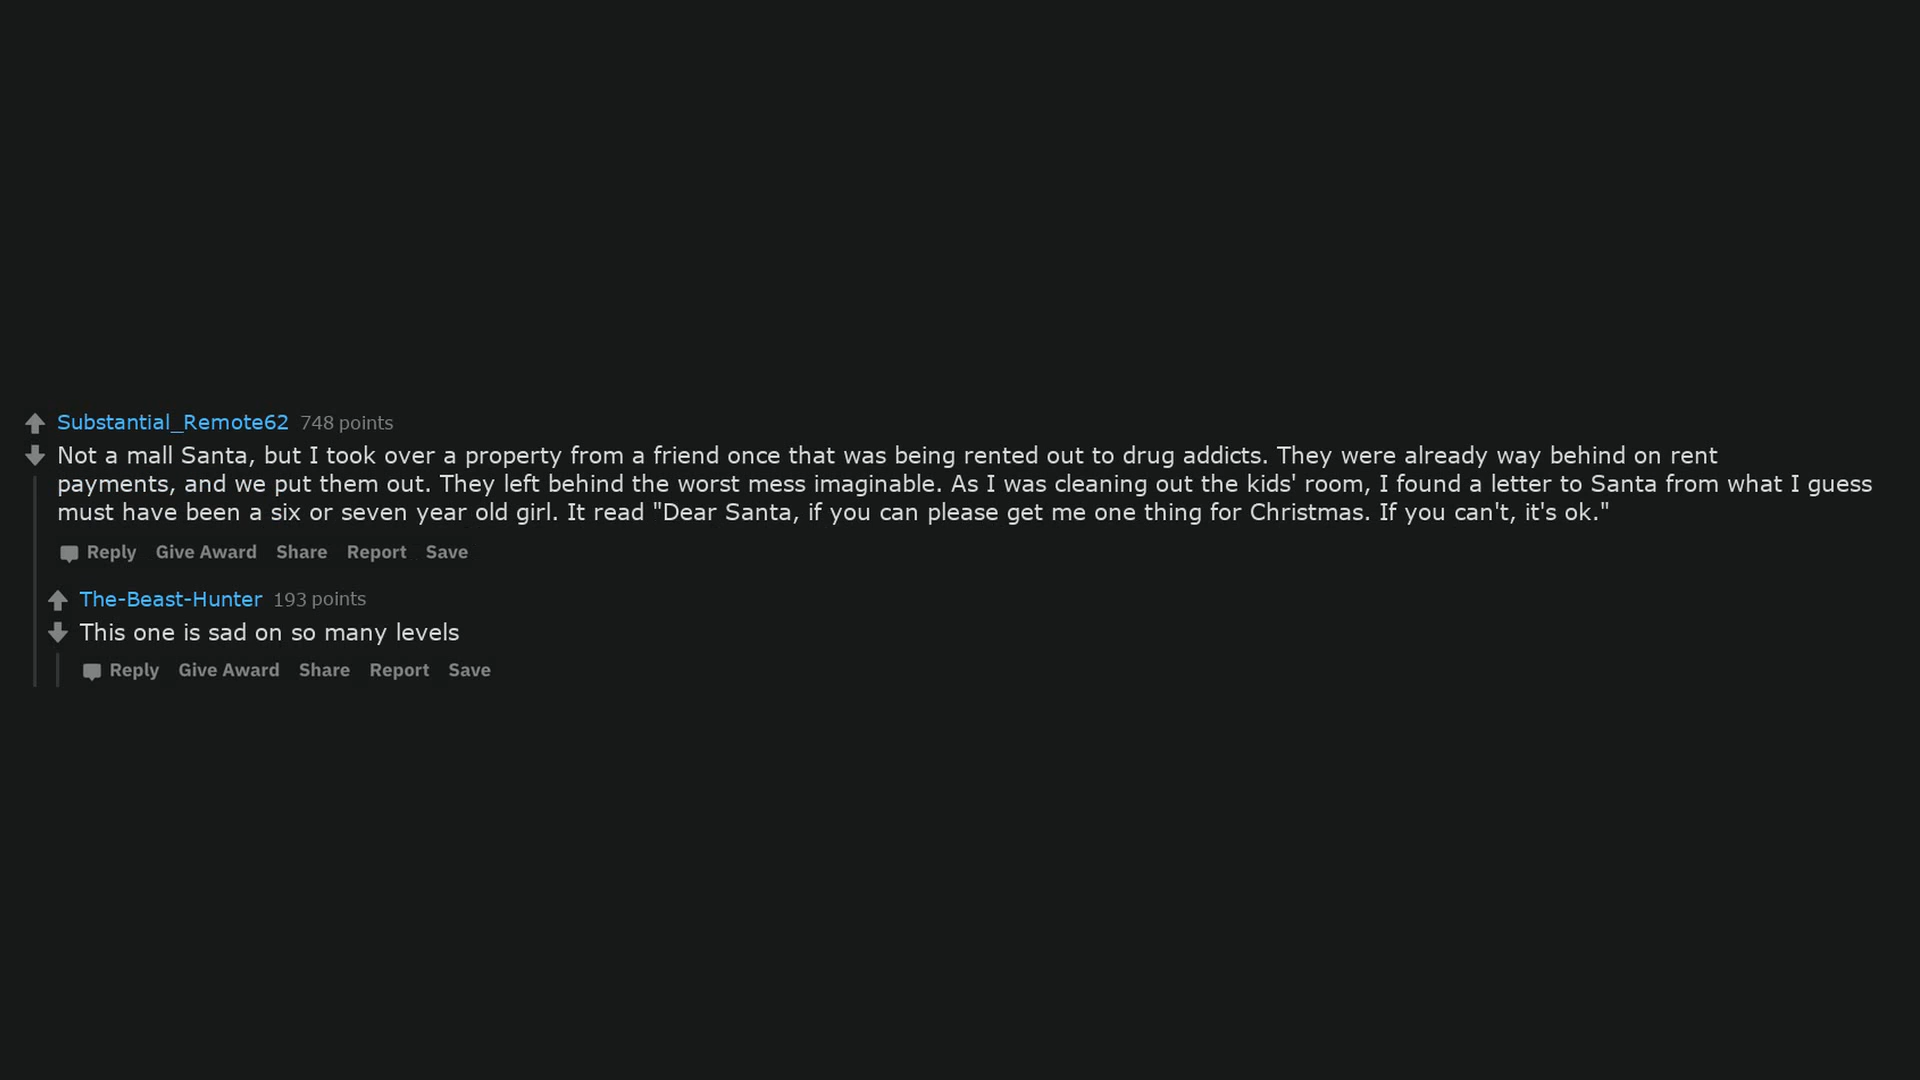 Substantial_Remote62 748 points
Not a mall Santa, but I took over a property from a friend once that was being rented out to drug addicts. They were already way behind on rent
payments, and we put them out. They left behind the worst mess imaginable. As I was cleaning out the kids' room, I found a letter to Santa from what I guess
must have been a six or seven year old girl. It read "Dear Santa, if you can please get me one thing for Christmas. If you can't, it's ok."
Reply Give Award Share Report Save
The-Beast-Hunter 193 points
This one is sad on so many levels
Reply Give Award Share Report Save